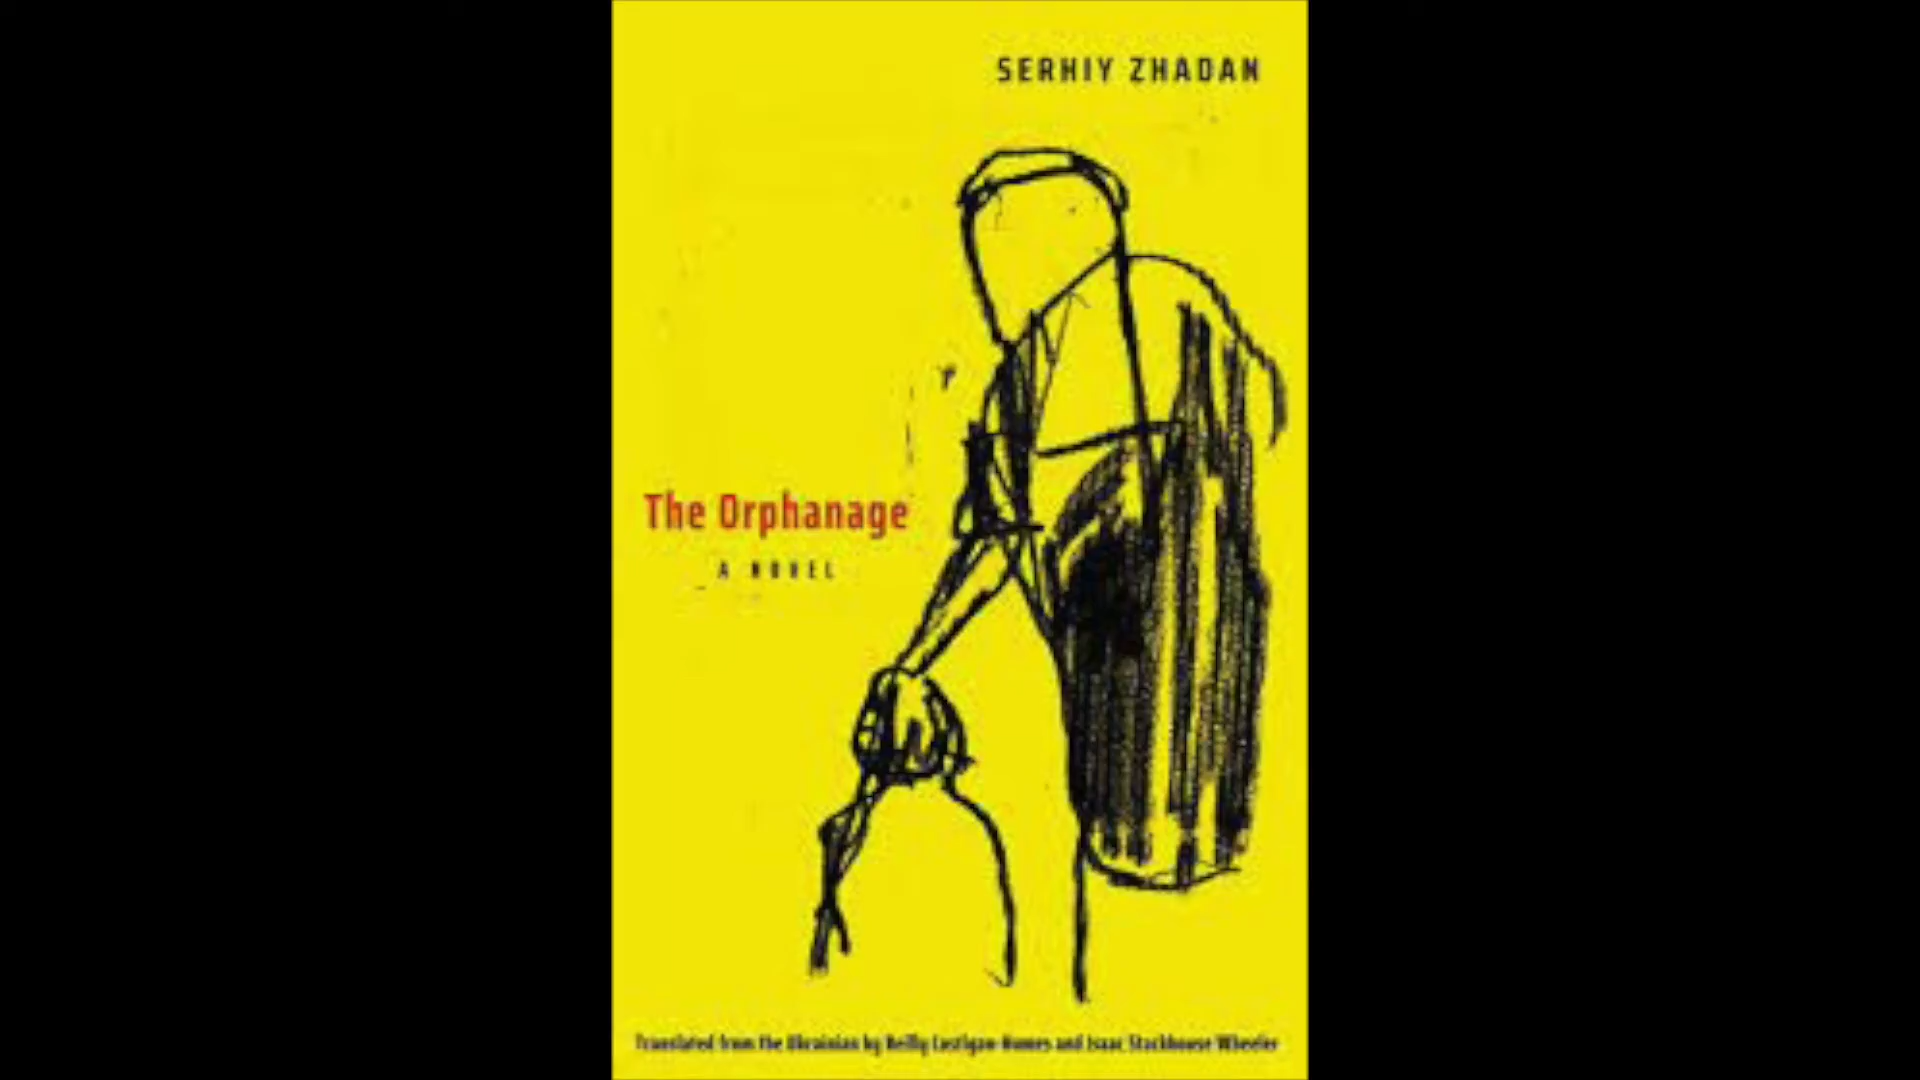 SERHIY ZHADAN
The Orphanage
A NOVEL
Translated from the Ukrainian by Reilly Costigan-Humes and Isaac Stackhouse Wheeler